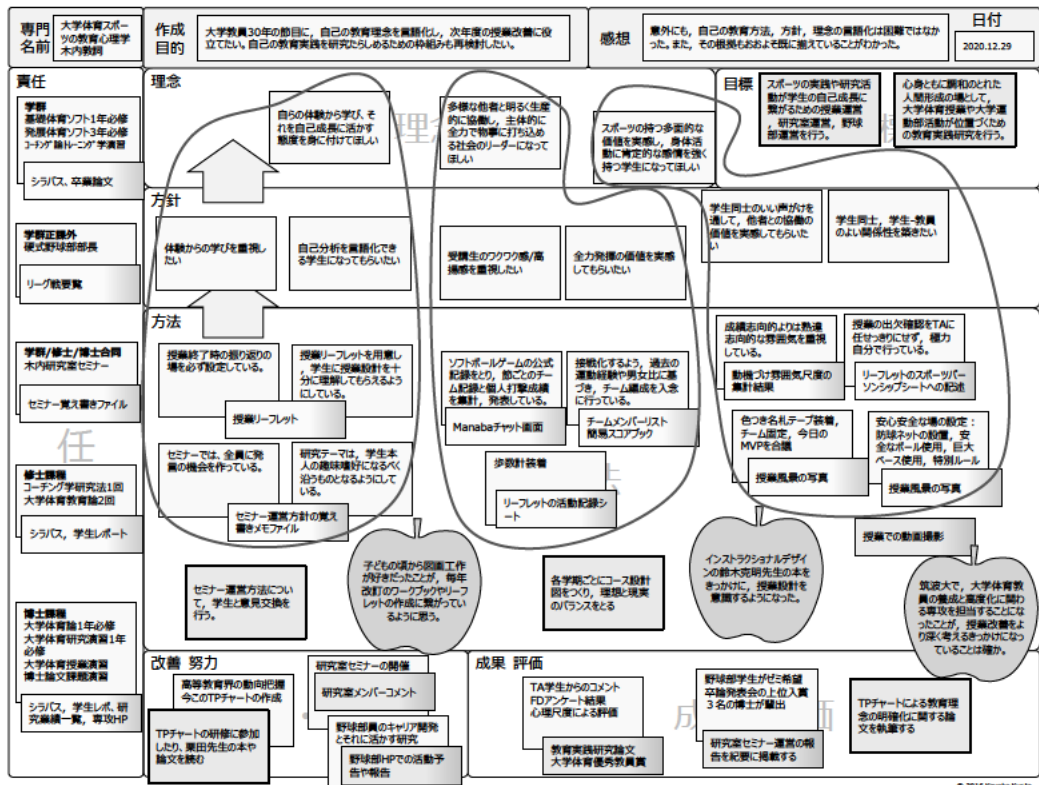 専門
名前
大学体育スポー
ツの教育心理学
木内敦詞
作成
目的
大学教員30年の節目に，自己の教育理念を言語化し，次年度の授業改善に役
立てたい。自己の教育実践を研究たらしめるための枠組みも再検討したい。
感想
意外にも，自己の教育方法，方針，理念の言語化は困難ではなか
った。また，その根拠もおおよそ既に揃えていることがわかった。
日付
2020.12.29
責任
学群
基礎体育ソフト1年必修
発展体育ソフト3年必修
コーチング論トレーニング学演習
シラバス、卒業論文
学群正課外
硬式野球部部長
リーグ戦要覧
学群/修士/博士合同
木内研究室セミナー
セミナー覚え書きファイル
任
修士課程
コーチング学研究法1回
大学体育教育論2回
シラバス，学生レポート
博士課程
大学体育論1年必修
大学体育研究演習1年
必修
大学体育授業演習
博士論文課題演習
シラバス，学生レポ、研
究業績一覧，専攻HP
理念
自らの体験から学び、そ
れを自己成長に活かす
態度を身に付けてほしい
理
多様な他者と明るく生産
的に協働し，主体的に
全力で物事に打ち込め
る社会のリーダーになって
ほしい
スポーツの持つ多面的な
価値を実感し，身体活
動に肯定的な感情を強く
持つ学生になってほしい
目標
スポーツの実践や研究活
動が学生の自己成長に
繋がるための授業運営
，研究室運営，野球
部運営を行う。
心身ともに調和のとれた
人間形成の場として，
大学体育授業や大学運
動部活動が位置づくため
の教育実践研究を行う。
方針
体験からの学びを重視し
たい
自己分析を言語化でき
る学生になってもらいたい
受講生のワクワク感/高
揚感を重視したい
全力発揮の価値を実感
してもらいたい
学生同士のいい声がけを
通して，他者との協働の
価値を実感してもらいた
い
学生同士，学生-教員
のよい関係性を築きたい
方法
授業終了時の振り返りの
場を必ず設定している。
授業リーフレットを用意し
，学生に授業設計を十
分に理解してもらえるよう
にしている。
授業リーフレット
セミナーでは、全員に発
言の機会を作っている。
研究テーマは，学生本
人の趣味嗜好になるべく
沿うものとなるようにしてい
る。
セミナー運営方針の覚え
書きメモファイル
ソフトボールゲームの公式
記録をとり，節ごとのチー
ム記録と個人打撃成績
を集計，発表している。
Manabaチャット画面
接戦化するよう，過去の
運動経験や男女比に基
づき，チーム編成を入念
に行っている。
チームメンバーリスト
簡易スコアブック
歩数計装着
リーフレットの活動記録シ
ート
成績志向的よりは熟達
志向的な雰囲気を重視
している。
動機づけ雰囲気尺度の
集計結果
授業の出欠確認をTAに
任せっきりにせず，極力
自分で行っている。
リーフレットのスポーツパー
ソンシップシートへの記述
色つき名札テープ装着，
チーム固定，今日の
MVPを合議
授業風景の写真
安心安全な場の設定：
防球ネットの設置，安
全なボール使用，巨大
ベース使用，特別ルール
授業風景の写真
授業での動画撮影
セミナー運営方法につい
て，学生と意見交換を
行う。
子どもの頃から図画工作
が好きだったことが，毎年
改訂のワークブックやリーフ
レットの作成に繋がってい
るように思う。
各学期ごとにコース設計
図をつくり，理想と現実
のバランスをとる
インストラクショナルデザイ
ンの鈴木克明先生の本を
きっかけに，授業設計を
意識するようになった。
筑波大で，大学体育教員
の養成と高度化に関わる
専攻を担当することにな
ったことが，授業改善をよ
り深く考えるきっかけになっ
ていることは確か。
改善 努力
高等教育界の動向把握
今このTPチャートの作成
TPチャートの研修に参加
したり、栗田先生の本や
論文を読む
研究室セミナーの開催
研究室メンバーコメント
野球部員のキャリア開発
とそれに活かす研究
野球部HPでの活動予
告や報告
成果 評価
TA学生からのコメント
FDアンケート結果
心理尺度による評価
教育実践研究論文
大学体育優秀教員賞
成
野球部学生がゼミ希望
卒論発表会の上位入賞
３名の博士が輩出
研究室セミナー運営の報
告を紀要に掲載する
価
TPチャートによる教育理
念の明確化に関する論
文を執筆する